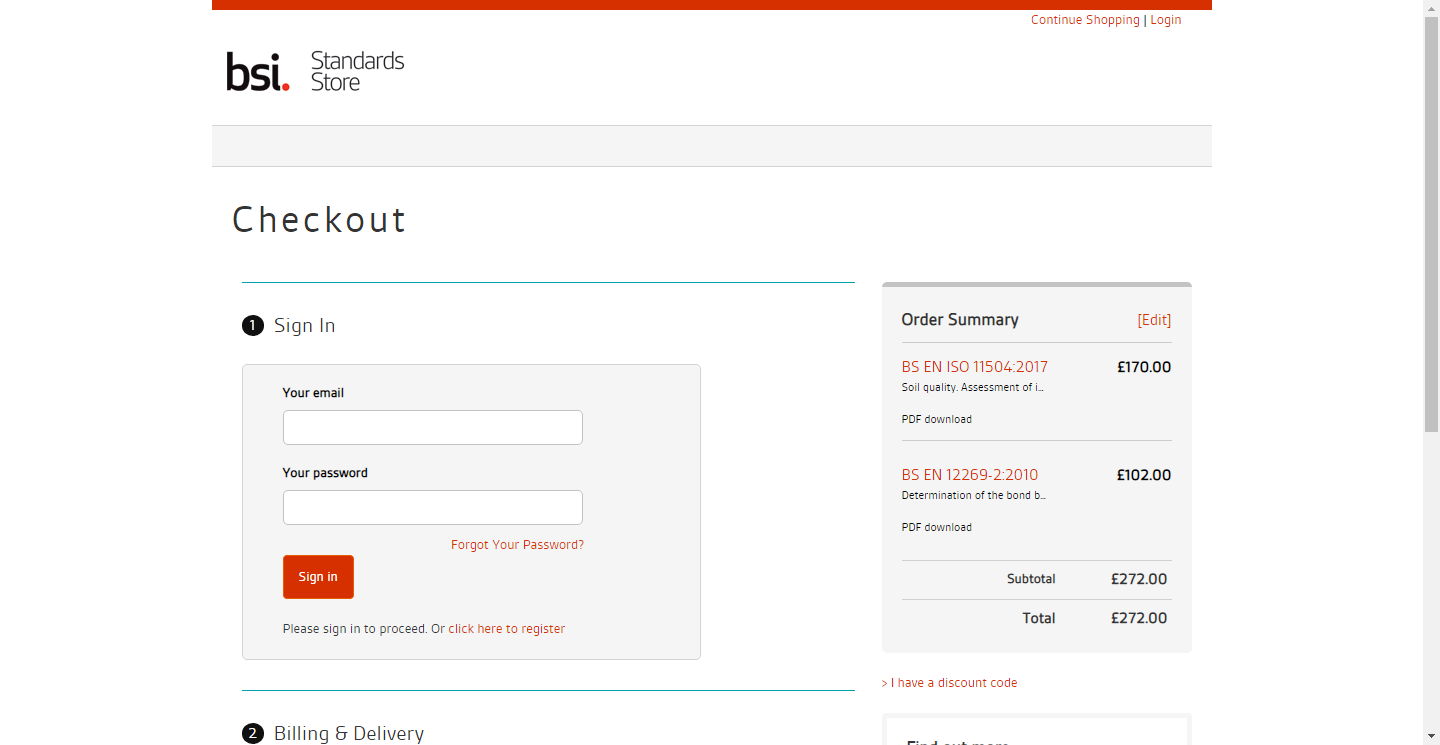 Continue Shopping | Login
bsi. Standards
Store
Checkout
1 Sign In
Your email
Your password
Forgot Your Password?
Sign in
Please sign in to proceed. Or click here to register
2 Billing & Delivery
Order Summary [Edit]
BS EN ISO 11504:2017 £170.00
Soil quality. Assessment of i...
PDF download
BS EN 12269-2:2010 £102.00
Determination of the bond b...
PDF download
Subtotal £272.00
Total £272.00
> I have a discount code
Find out more